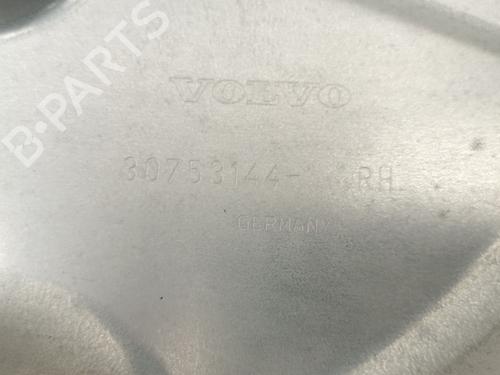 B-PARTS
VOLVO
30753144- RH
GERMANY